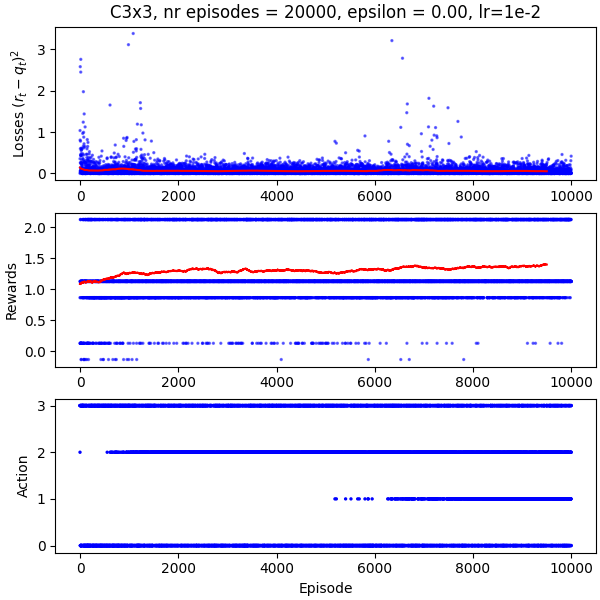 C3x3, nr episodes = 20000, epsilon = 0.00, lr=1e-2
Losses (rₜ − qₜ)²
3
2
1
0
0 2000 4000 6000 8000 10000
Rewards
2.0
1.5
1.0
0.5
0.0
0 2000 4000 6000 8000 10000
Action
3
2
1
0
0 2000 4000 6000 8000 10000
Episode